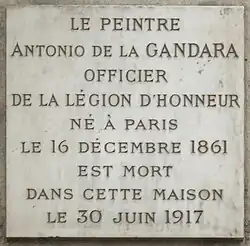 LE PEINTRE
ANTONIO DE LA GANDARA
OFFICIER
DE LA LÉGION D'HONNEUR
NÉ À PARIS
LE 16 DÉCEMBRE 1861
EST MORT
DANS CETTE MAISON
LE 30 JUIN 1917